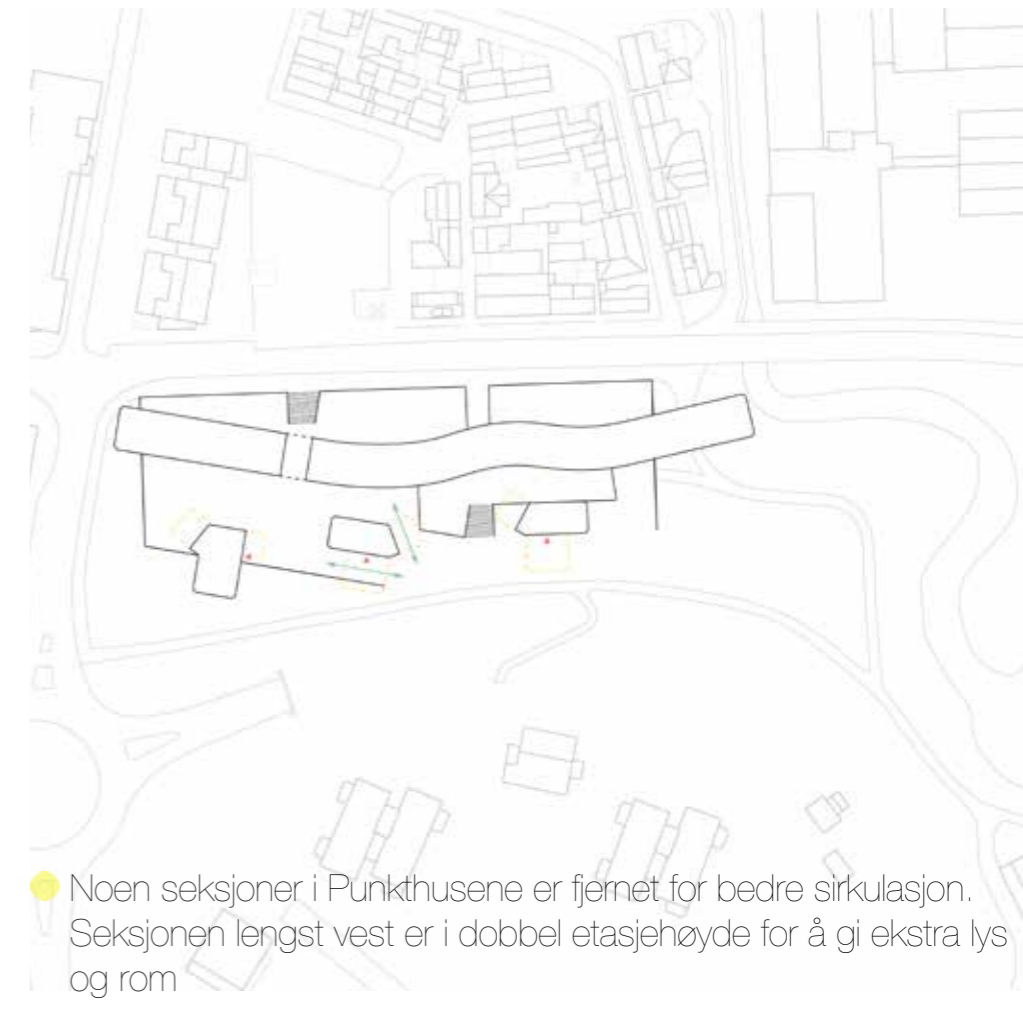 Noen seksjoner i Punkthusene er fjernet for bedre sirkulasjon.
Seksjonen lengst vest er i dobbel etasjehøyde for å gi ekstra lys
og rom